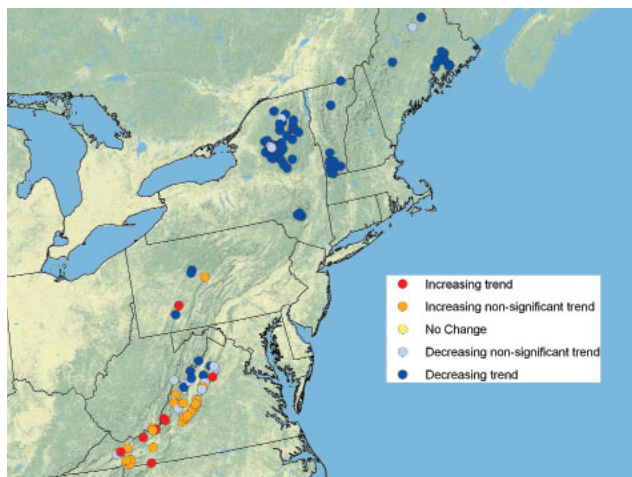 Increasing trend
Increasing non-significant trend
No Change
Decreasing non-significant trend
Decreasing trend